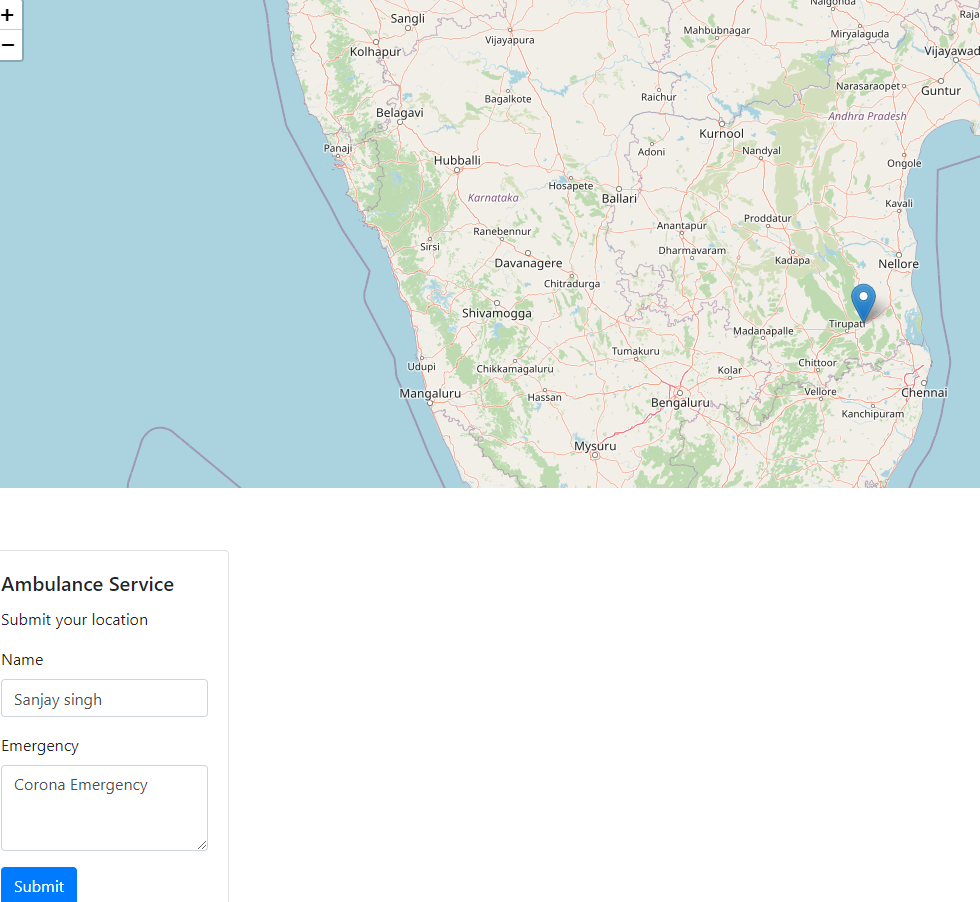 +
−
Sangli
Nalgonda
Raja
Kolhapur
Vijayapura
Mahbubnagar
Miryalaguda
Vijayawad
Bagalkote
Raichur
Narasaraopet
Guntur
Belagavi
Andhra Pradesh
Kurnool
Panaji
Hubballi
Adoni
Nandyal
Ongole
Hosapete
Ballari
Karnataka
Kavali
Proddatur
Anantapur
Ranebennur
Sirsi
Dharmavaram
Davanagere
Kadapa
Nellore
Chitradurga
Shivamogga
Tirupati
Madanapalle
Tumakuru
Udupi
Chikkamagaluru
Kolar
Chittoor
Mangaluru
Hassan
Bengaluru
Vellore
Chennai
Kanchipuram
Mysuru
Ambulance Service
Submit your location
Name
Sanjay singh
Emergency
Corona Emergency
Submit